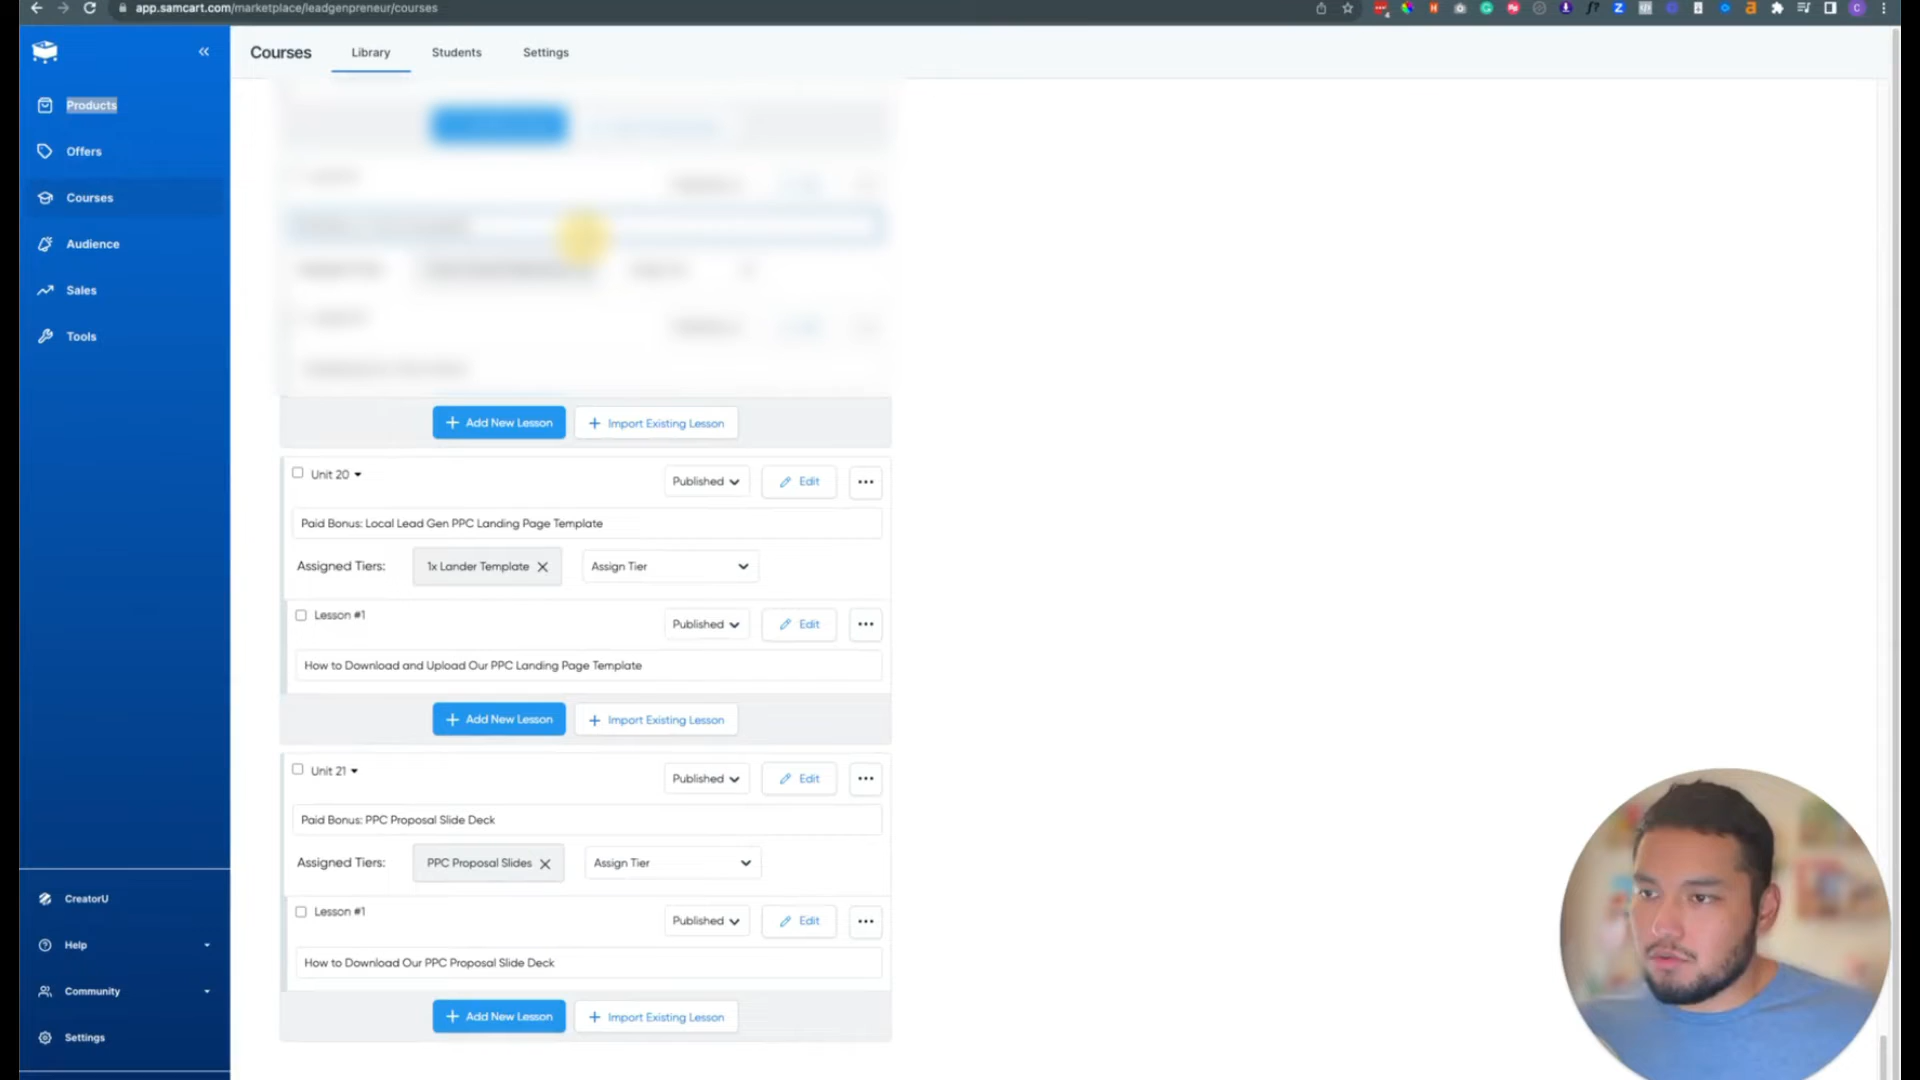 app.samcart.com/marketplace/leadgenpreneur/courses
Courses
Library
Students
Settings
Products
Offers
Courses
Audience
Sales
Tools
Add New Lesson
Import Existing Lesson
Unit 20
Published
Edit
Paid Bonus: Local Lead Gen PPC Landing Page Template
Assigned Tiers:
1x Lander Template
Assign Tier
Lesson #1
Published
Edit
How to Download and Upload Our PPC Landing Page Template
Add New Lesson
Import Existing Lesson
Unit 21
Published
Edit
Paid Bonus: PPC Proposal Slide Deck
Assigned Tiers:
PPC Proposal Slides
Assign Tier
Lesson #1
Published
Edit
How to Download Our PPC Proposal Slide Deck
Add New Lesson
Import Existing Lesson
CreatorU
Help
Community
Settings